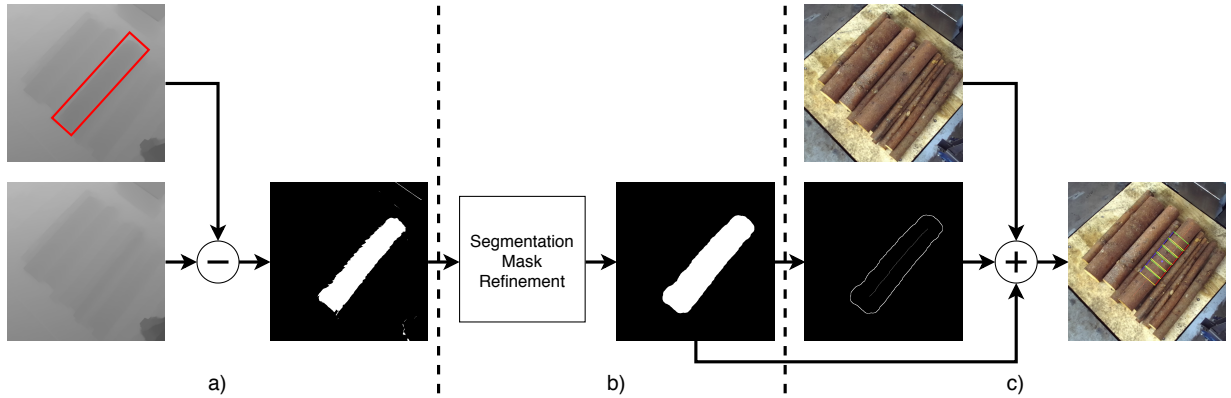 Segmentation
Mask
Refinement
a)
b)
c)